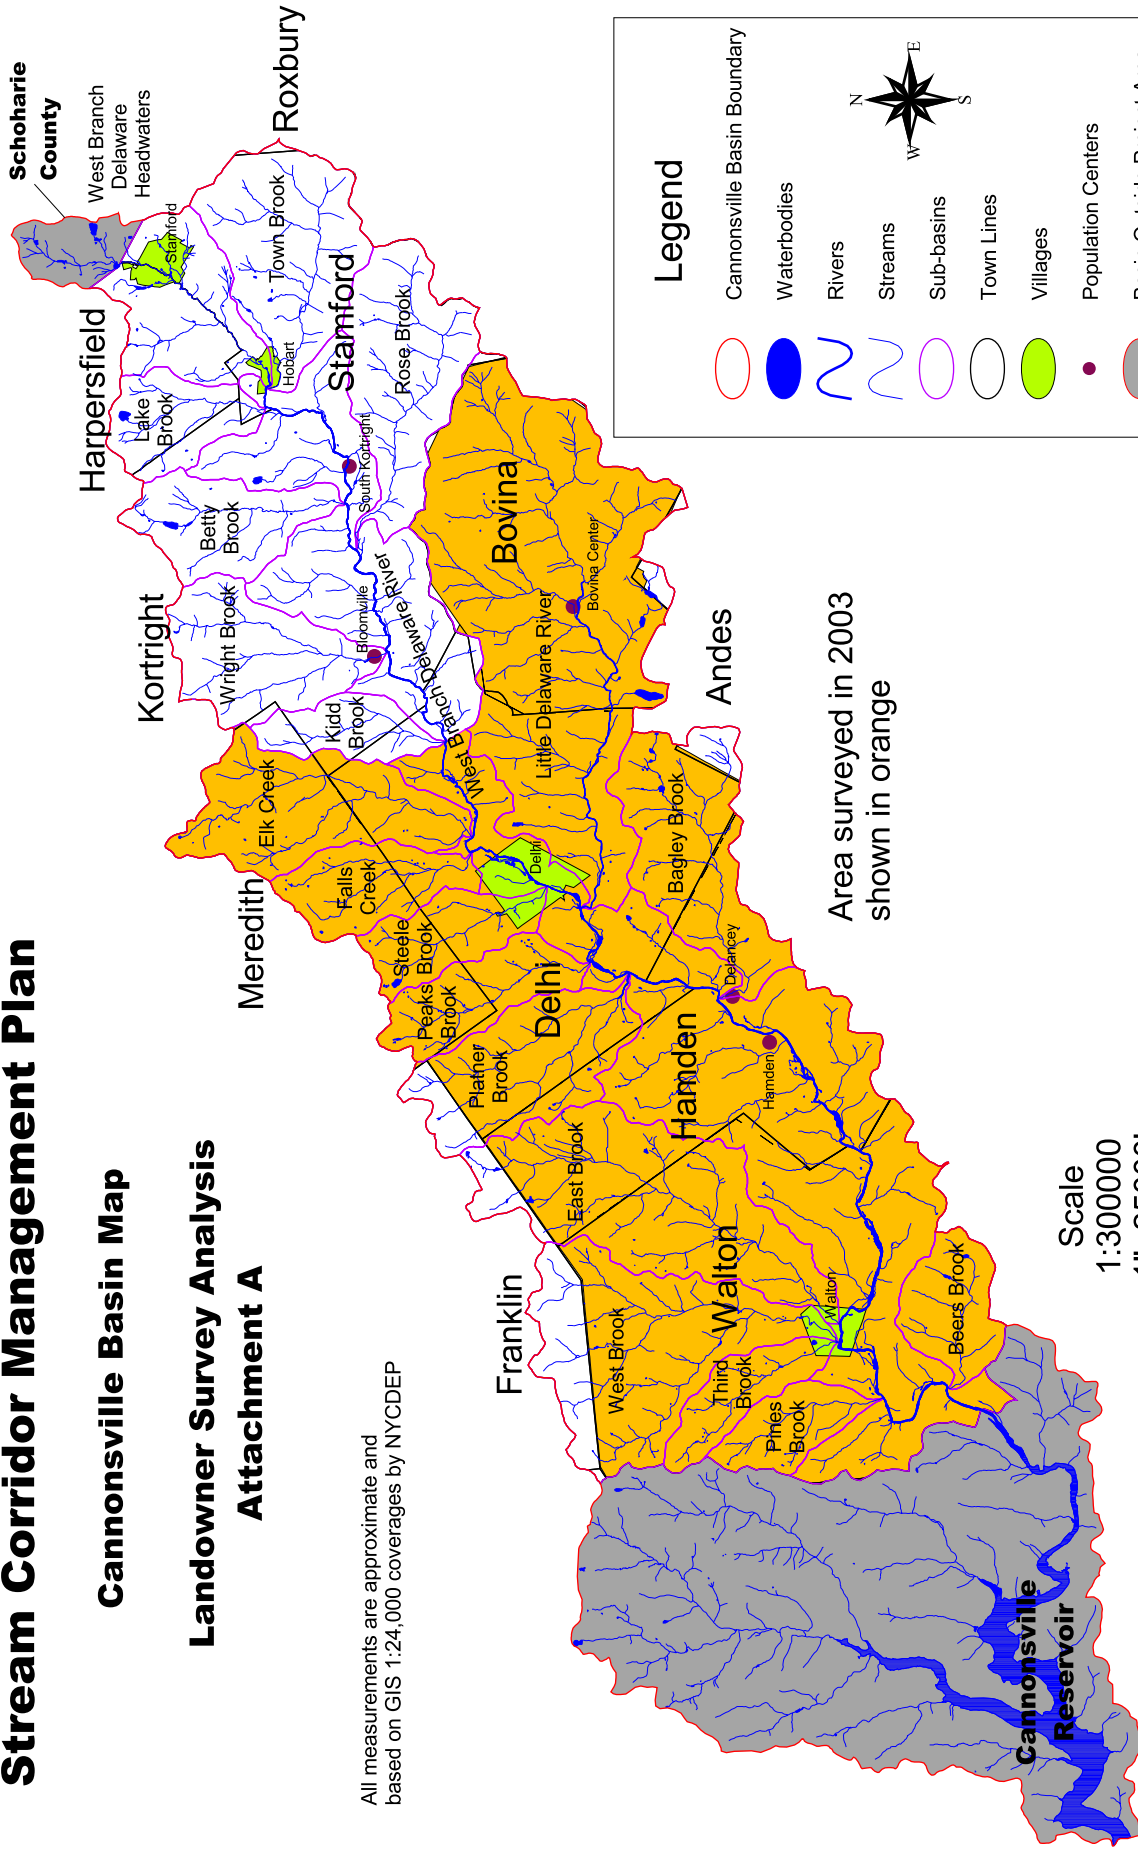 Stream Corridor Management Plan
Cannonsville Basin Map
Landowner Survey Analysis
Attachment A
All measurements are approximate and
based on GIS 1:24,000 coverages by NYCDEP
Schoharie
County
West Branch
Delaware
Headwaters
Roxbury
Harpersfield
Stamford
Town Brook
Hobart
Stamford
Rose Brook
Lake
Brook
South Kortright
Betty
Brook
Kortright
Wright Brook
Bloomville
Kidd
Brook
West Branch Delaware River
Bovina
Bovina Center
Little Delaware River
Andes
Elk Creek
Meredith
Falls
Creek
Steele
Brook
Peaks
Brook
Delhi
Delhi
Bagley Brook
Platner
Brook
Delancey
Hamden
Hamden
East Brook
Franklin
West Brook
Walton
Walton
Third
Brook
Pines
Brook
Beers Brook
Cannonsville
Reservoir
Area surveyed in 2003
shown in orange
Scale
1:300000
Legend
Cannonsville Basin Boundary
Waterbodies
Rivers
Streams
Sub-basins
Town Lines
Villages
Population Centers
N
E
S
W